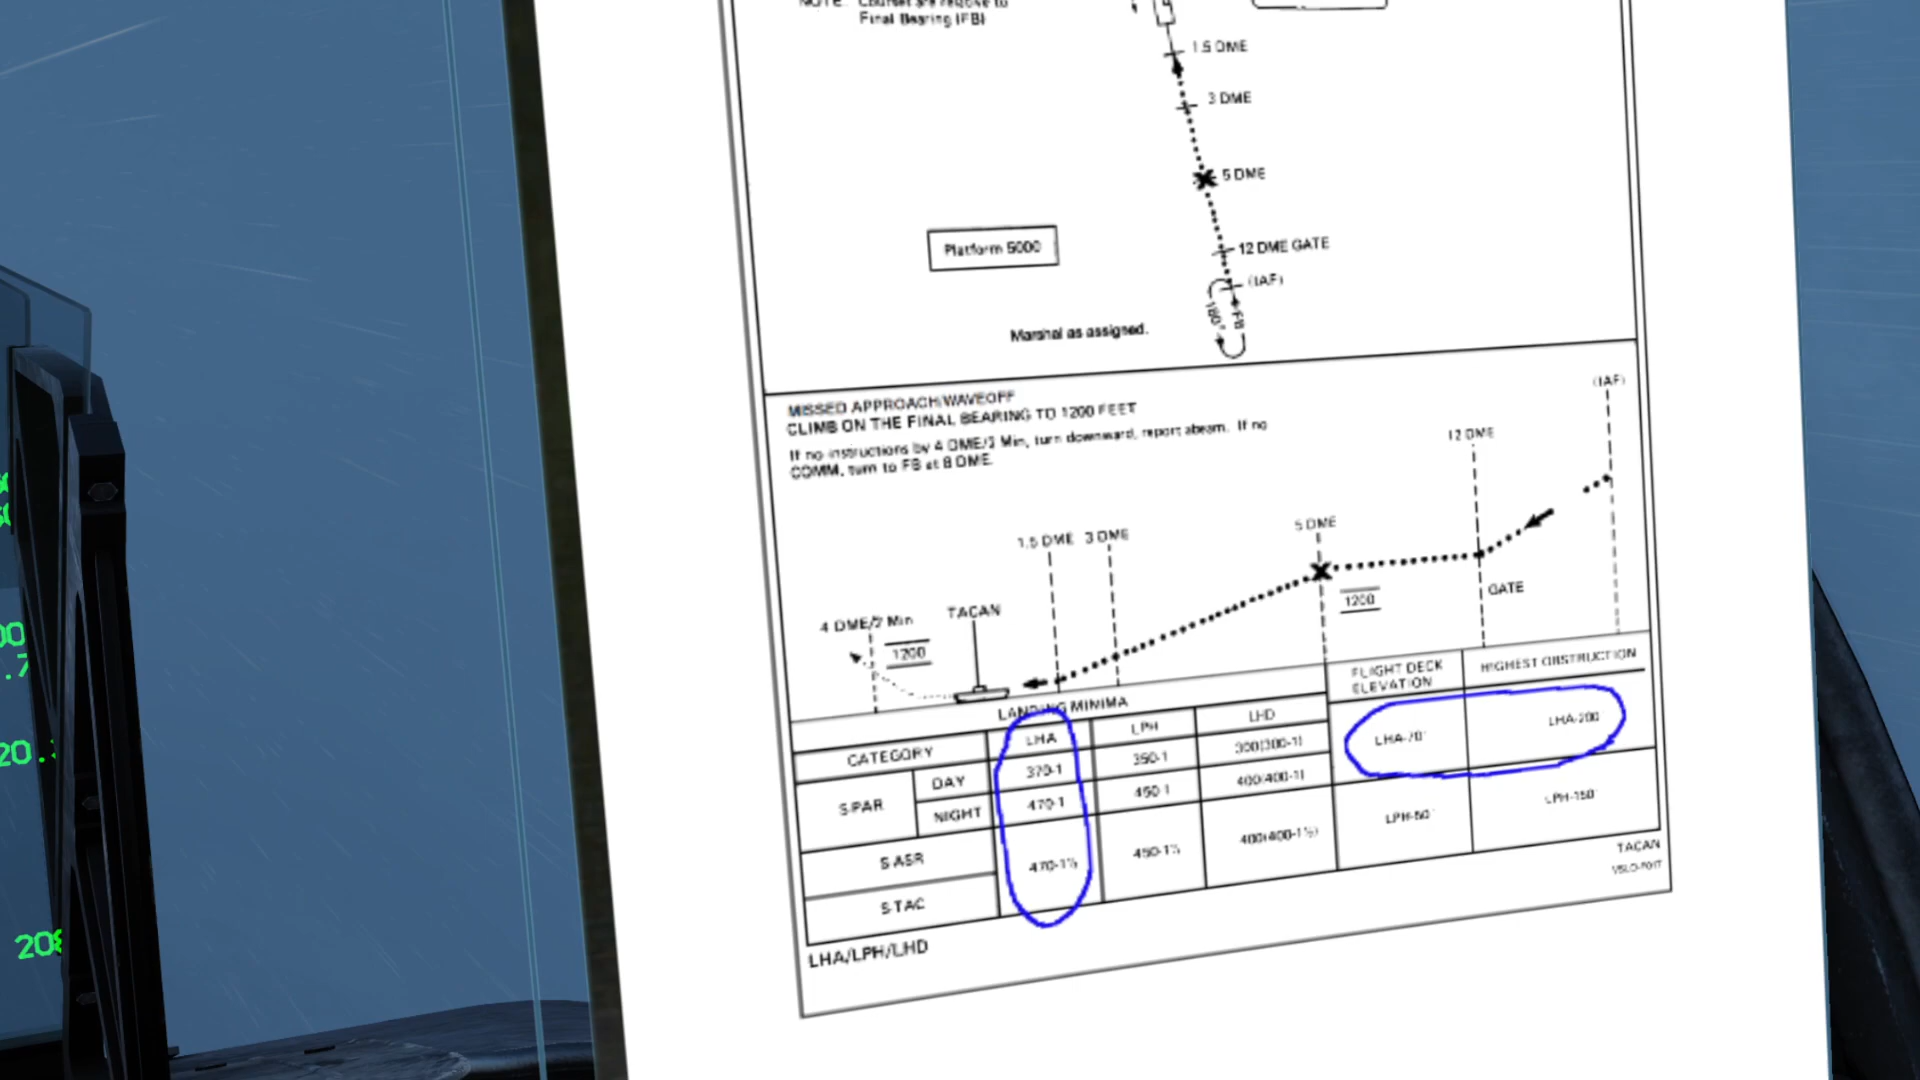 NOTE: Courses are relative to
Final Bearing (FB)
1.5 DME
3 DME
5 DME
12 DME GATE
(IAF)
Platform 5000
180°
FB
Marshal as assigned.
MISSED APPROACH/WAVEOFF
CLIMB ON THE FINAL BEARING TO 1200 FEET
If no instructions by 4 DME/2 Min, turn downward, report abeam. If no
COMM, turn to FB at 8 DME.
(IAF)
12 DME
5 DME
1.5 DME 3 DME
GATE
1200
4 DME/2 Min
TACAN
1200
LANDING MINIMA
FLIGHT DECK
ELEVATION
HIGHEST OBSTRUCTION
CATEGORY
LHA
LPH
LHD
S-PAR
DAY
370-1
350-1
300(300-1)
NIGHT
470-1
450-1
400(400-1)
S-ASR
470-1½
450-1½
400(400-1½)
S-TAC
LHA-70'
LHA-200'
LPH-50'
LPH-150'
TACAN
LHA/LPH/LHD
20.
208